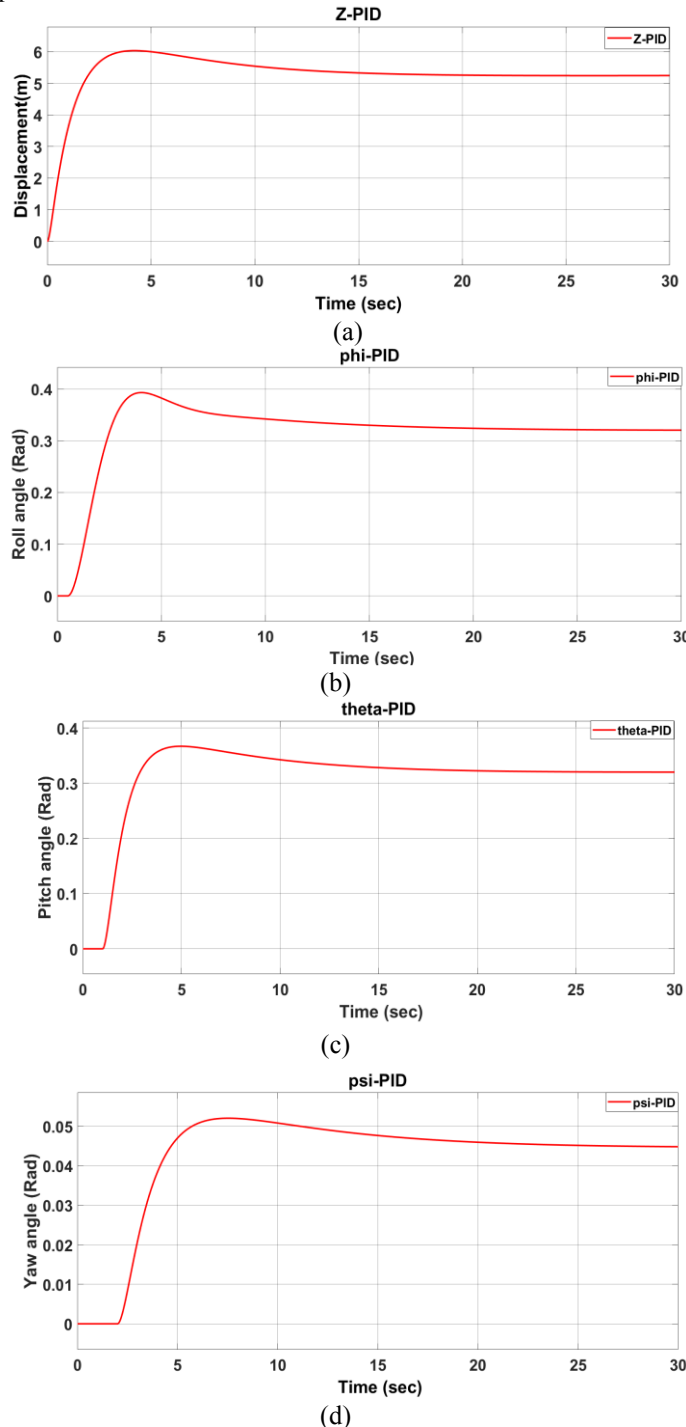 Z-PID
Z-PID
Displacement(m)
6
5
4
3
2
1
0
0 5 10 15 20 25 30
Time (sec)
(a)
phi-PID
phi-PID
Roll angle (Rad)
0.4
0.3
0.2
0.1
0
0 5 10 15 20 25 30
Time (sec)
(b)
theta-PID
theta-PID
Pitch angle (Rad)
0.4
0.3
0.2
0.1
0
0 5 10 15 20 25 30
Time (sec)
(c)
psi-PID
psi-PID
Yaw angle (Rad)
0.05
0.04
0.03
0.02
0.01
0
0 5 10 15 20 25 30
Time (sec)
(d)